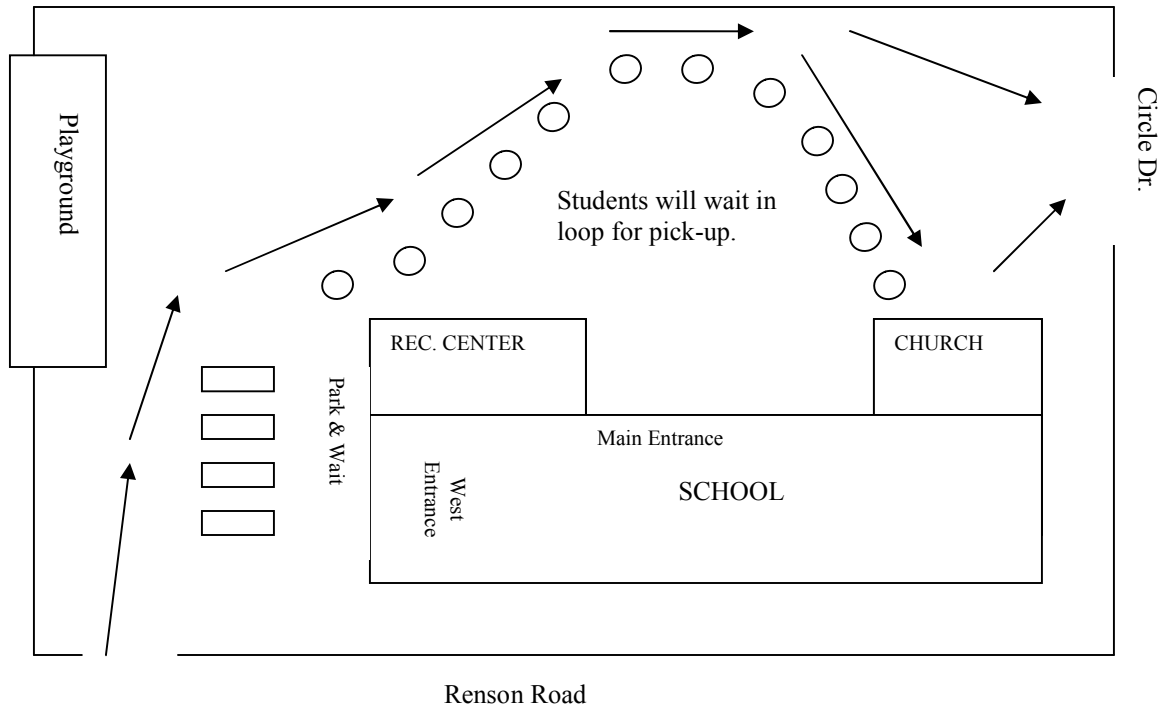 Playground
Circle Dr.
Students will wait in
loop for pick-up.
REC. CENTER
CHURCH
Park & Wait
Main Entrance
West
Entrance
SCHOOL
Renson Road